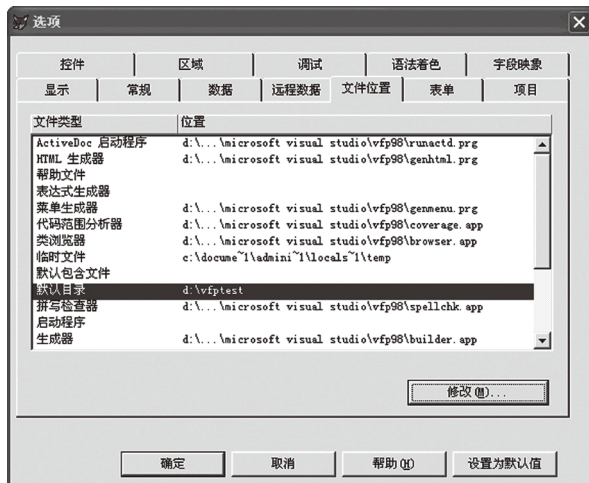 选项
控件 区域 调试 语法着色 字段映象
显示 常规 数据 远程数据 文件位置 表单 项目
文件类型 位置
ActiveDoc 启动程序 d:\...\microsoft visual studio\vfp98\runactd.prg
HTML 生成器 d:\...\microsoft visual studio\vfp98\genhtml.prg
帮助文件
表达式生成器
菜单生成器 d:\...\microsoft visual studio\vfp98\genmenu.prg
代码范围分析器 d:\...\microsoft visual studio\vfp98\coverage.app
类浏览器 d:\...\microsoft visual studio\vfp98\browser.app
临时文件 c:\docume~1\admini~1\locals~1\temp
默认包含文件
默认目录 d:\vfptest
拼写检查器 d:\...\microsoft visual studio\vfp98\spellchk.app
启动程序
生成器 d:\...\microsoft visual studio\vfp98\builder.app
修改(M)...
确定 取消 帮助(H) 设置为默认值